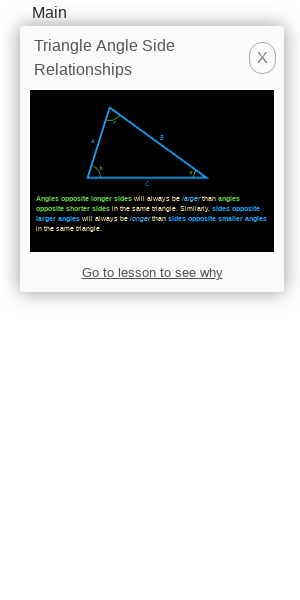 Main
Triangle Angle Side
Relationships
X
c
A
B
b
a
C
Angles opposite longer sides will always be larger than angles
opposite shorter sides in the same triangle. Similarly, sides opposite
larger angles will always be longer than sides opposite smaller angles
in the same triangle.
Go to lesson to see why